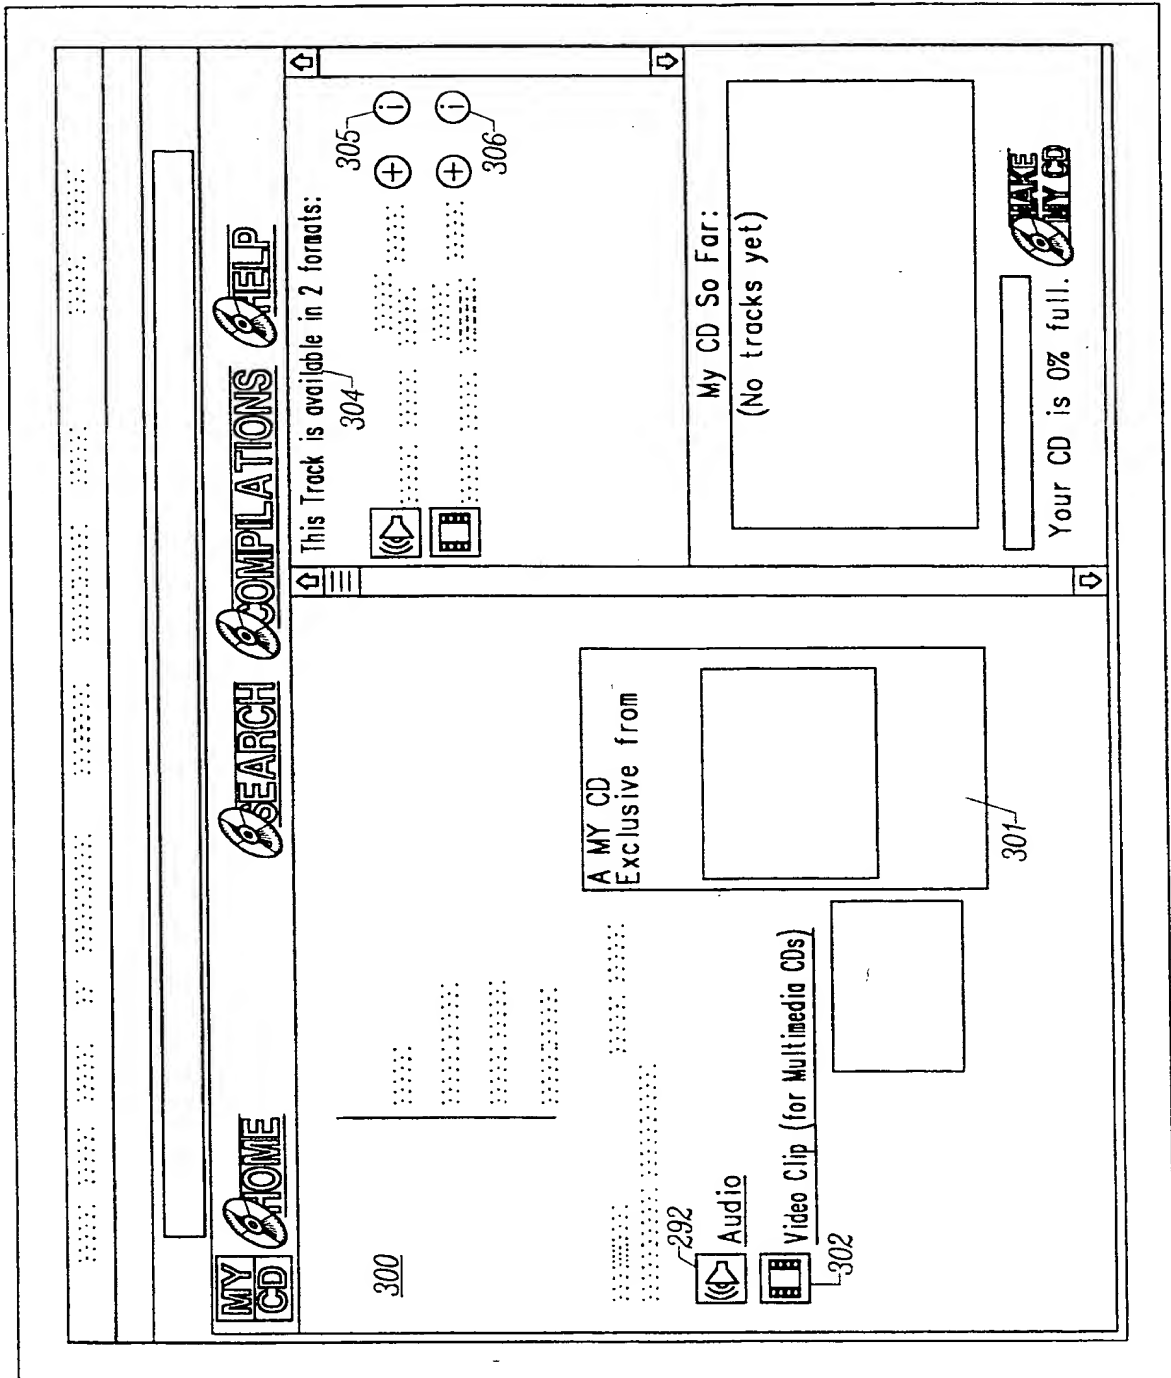 MY
CD
HOME
SEARCH
COMPILATIONS
HELP
300
292
Audio
Video Clip (for Multimedia CDs)
302
A MY CD
Exclusive from
301
This Track is available in 2 formats:
304
305
+ i
+ i
306
My CD So Far:
(No tracks yet)
Your CD is 0% full.
MAKE
MY CD